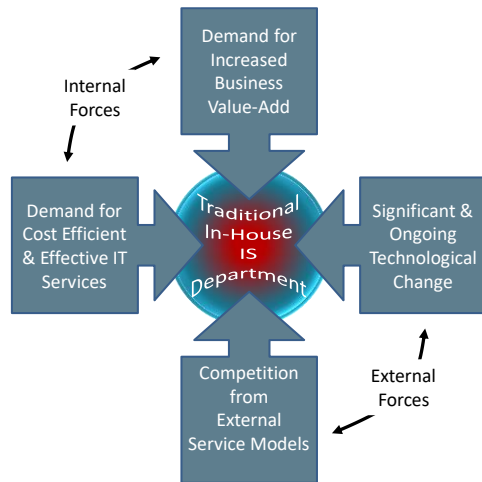 Demand for
Increased
Business
Value-Add
Internal
Forces
Demand for
Cost Efficient
& Effective IT
Services
Traditional
In-House
IS
Department
Significant &
Ongoing
Technological
Change
Competition
from
External
Service Models
External
Forces